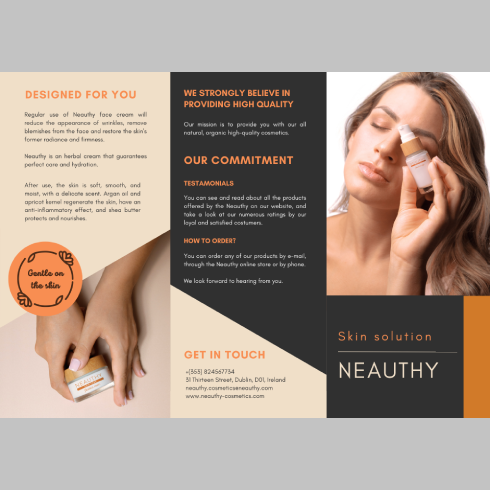 DESIGNED FOR YOU
Regular use of Neauthy face cream will
reduce the appearance of wrinkles, remove
blemishes from the face and restore the skin's
former radiance and firmness.
Neauthy is an herbal cream that guarantees
perfect care and hydration.
After use, the skin is soft, smooth, and
moist, with a delicate scent. Argan oil and
apricot kernel regenerate the skin, have an
anti-inflammatory effect, and shea butter
protects and nourishes.
Gentle on
the skin
WE STRONGLY BELIEVE IN
PROVIDING HIGH QUALITY
Our mission is to provide you with our all
natural, organic high-quality cosmetics.
OUR COMMITMENT
TESTAMONIALS
You can see and read about all the products
offered by the Neauthy on our website, and
take a look at our numerous ratings by our
loyal and satisfied costumers.
HOW TO ORDER?
You can order any of our products by e-mail,
through the Neauthy online store or by phone.
We look forward to hearing from you.
GET IN TOUCH
+(353) 824567734
31 Thirteen Street, Dublin, D01, Ireland
neauthy.cosmetics@neauthy.com
www.neauthy-cosmetics.com
Skin solution
NEAUTHY